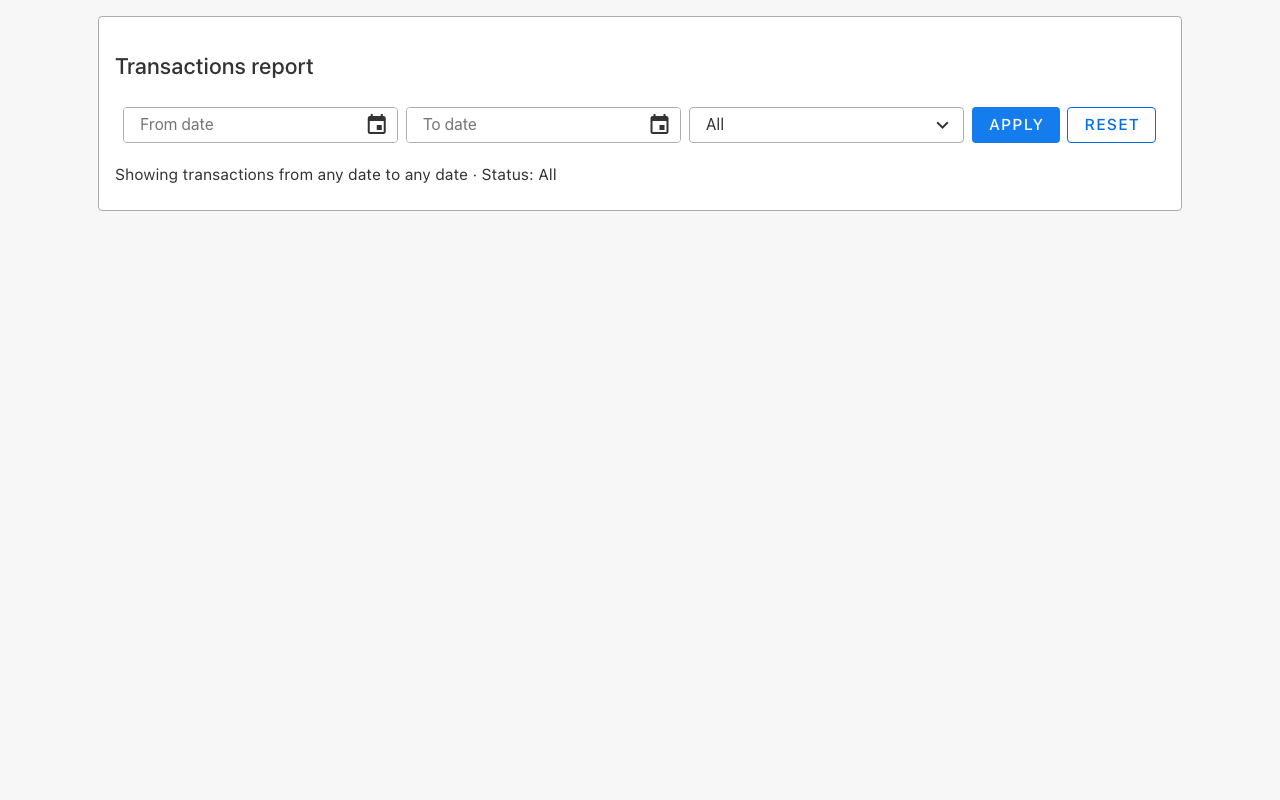 Transactions report
From date To date All APPLY RESET
Showing transactions from any date to any date · Status: All